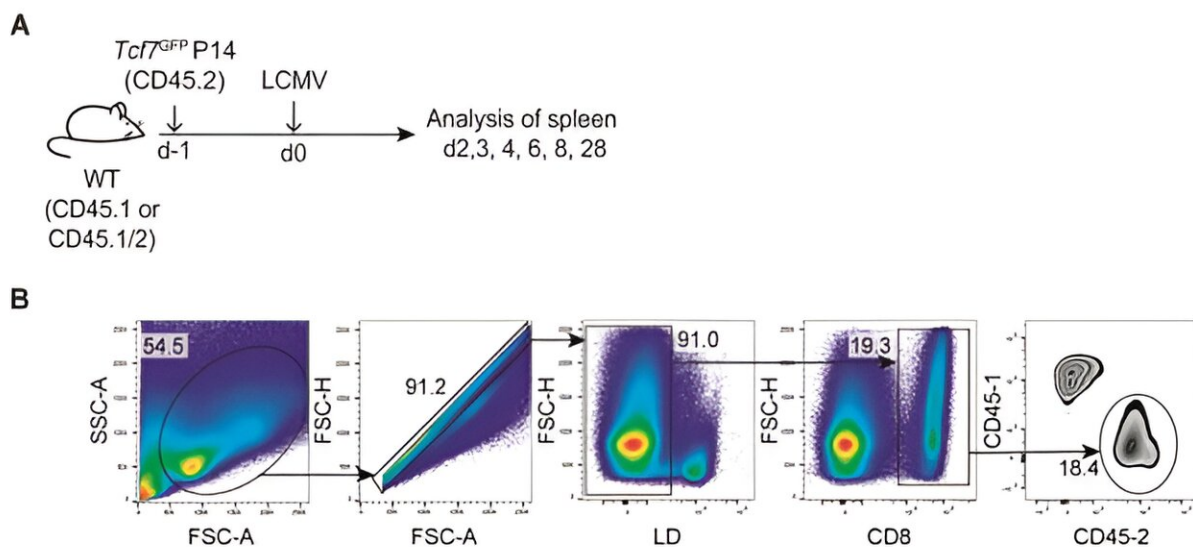 A
Tcf7GFP P14
(CD45.2)
LCMV
Analysis of spleen
d2,3, 4, 6, 8, 28
d-1
d0
WT
(CD45.1 or
CD45.1/2)
B
54.5
SSC-A
FSC-A
91.2
FSC-H
FSC-A
91.0
FSC-H
LD
19.3
FSC-H
CD8
CD45-1
18.4
CD45-2